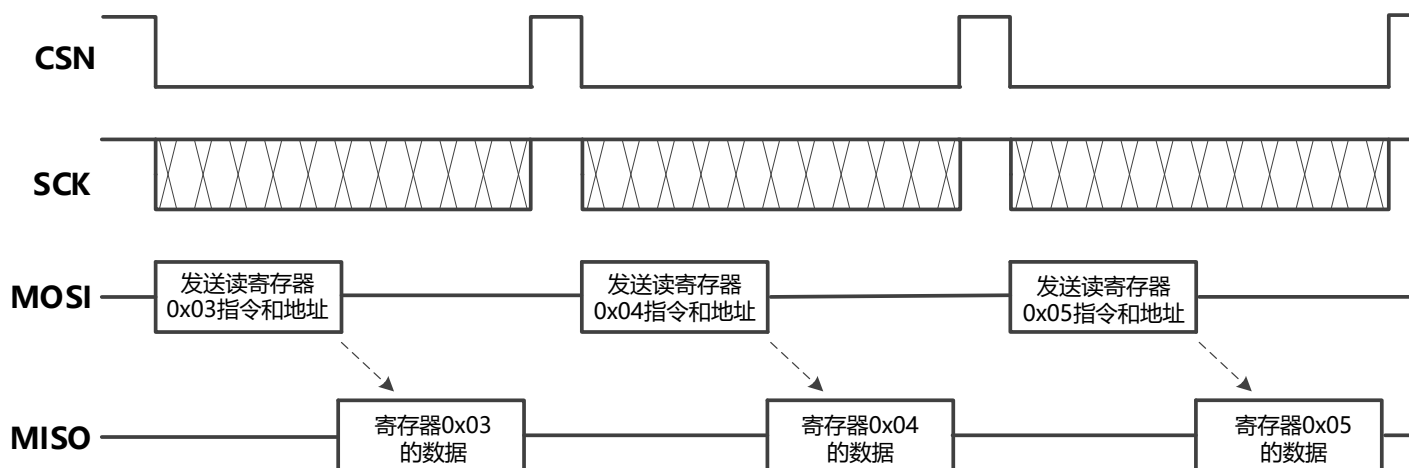 CSN
SCK
MOSI
发送读寄存器
0x03指令和地址
发送读寄存器
0x04指令和地址
发送读寄存器
0x05指令和地址
MISO
寄存器0x03
的数据
寄存器0x04
的数据
寄存器0x05
的数据